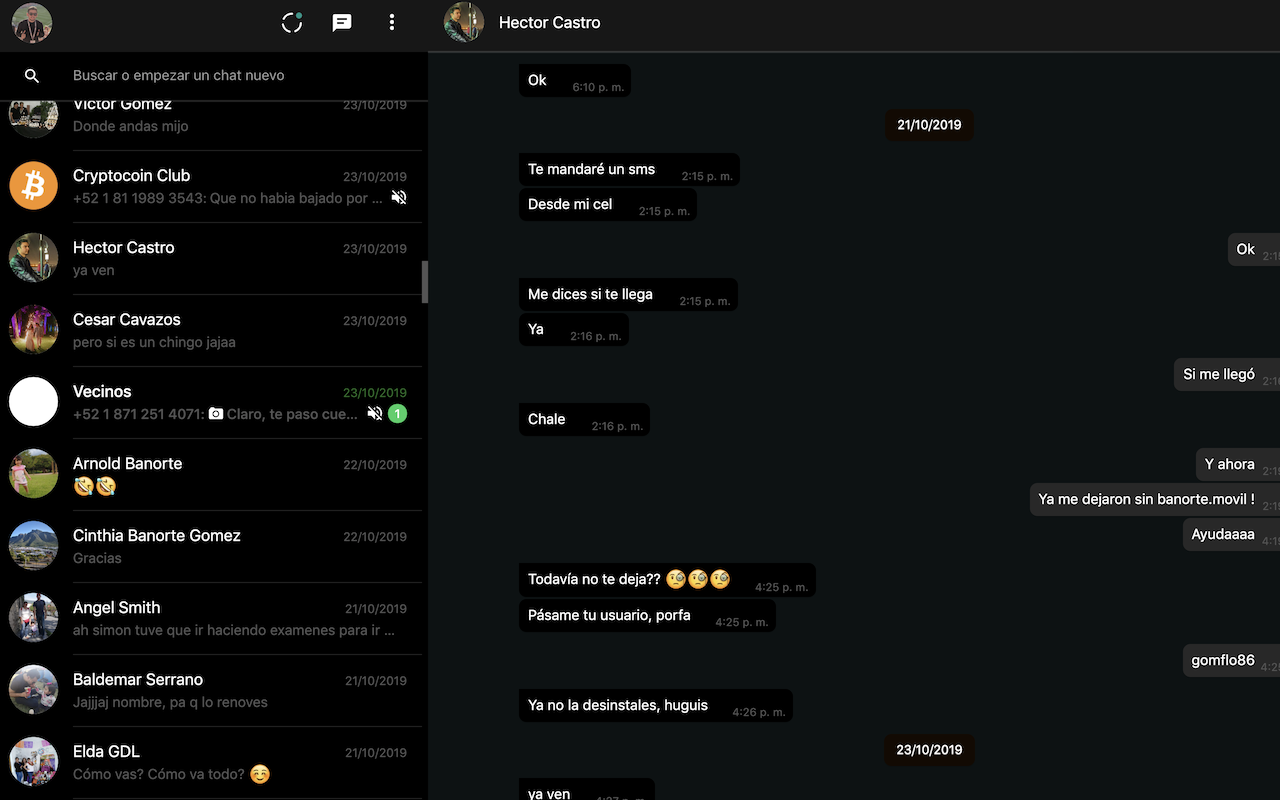 Hector Castro
Buscar o empezar un chat nuevo
Victor Gomez 23/10/2019
Donde andas mijo
Cryptocoin Club 23/10/2019
+52 1 81 1989 3543: Que no habia bajado por ...
Hector Castro 23/10/2019
ya ven
Cesar Cavazos 23/10/2019
pero si es un chingo jajaa
Vecinos 23/10/2019
+52 1 871 251 4071: 📷 Claro, te paso cue... 1
Arnold Banorte 22/10/2019
🤣🤣
Cinthia Banorte Gomez 22/10/2019
Gracias
Angel Smith 21/10/2019
ah simon tuve que ir haciendo examenes para ir ...
Baldemar Serrano 21/10/2019
Jajjjaj nombre, pa q lo renoves
Elda GDL 21/10/2019
Cómo vas? Cómo va todo? ☺️
Ok 6:10 p. m.
21/10/2019
Te mandaré un sms 2:15 p. m.
Desde mi cel 2:15 p. m.
Ok
Me dices si te llega 2:15 p. m.
Ya 2:16 p. m.
Si me llegó
Chale 2:16 p. m.
Y ahora
Ya me dejaron sin banorte.movil !
Ayudaaaa
Todavía no te deja?? 🧐🧐🧐 4:25 p. m.
Pásame tu usuario, porfa 4:25 p. m.
gomflo86
Ya no la desinstales, huguis 4:26 p. m.
23/10/2019
ya ven